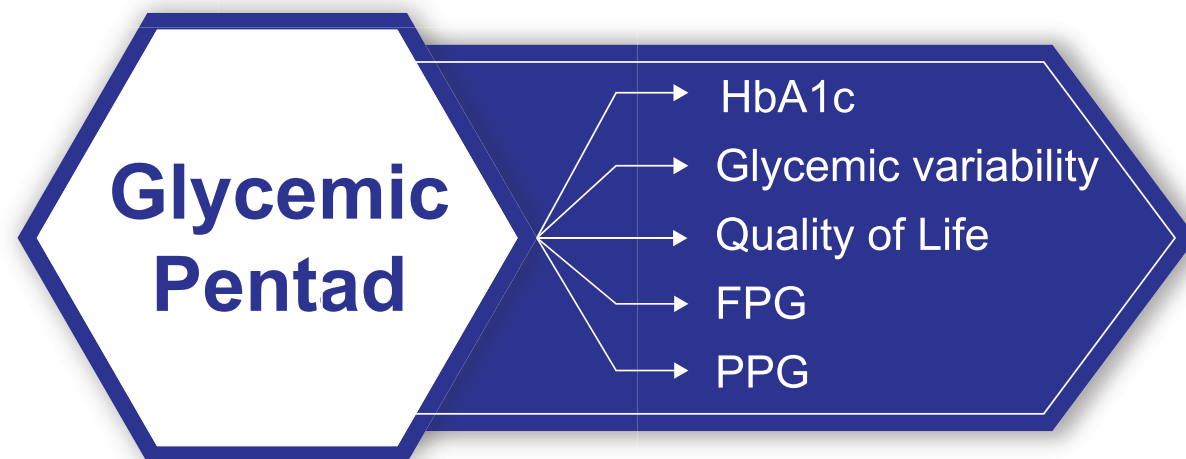 Glycemic
Pentad
HbA1c
Glycemic variability
Quality of Life
FPG
PPG